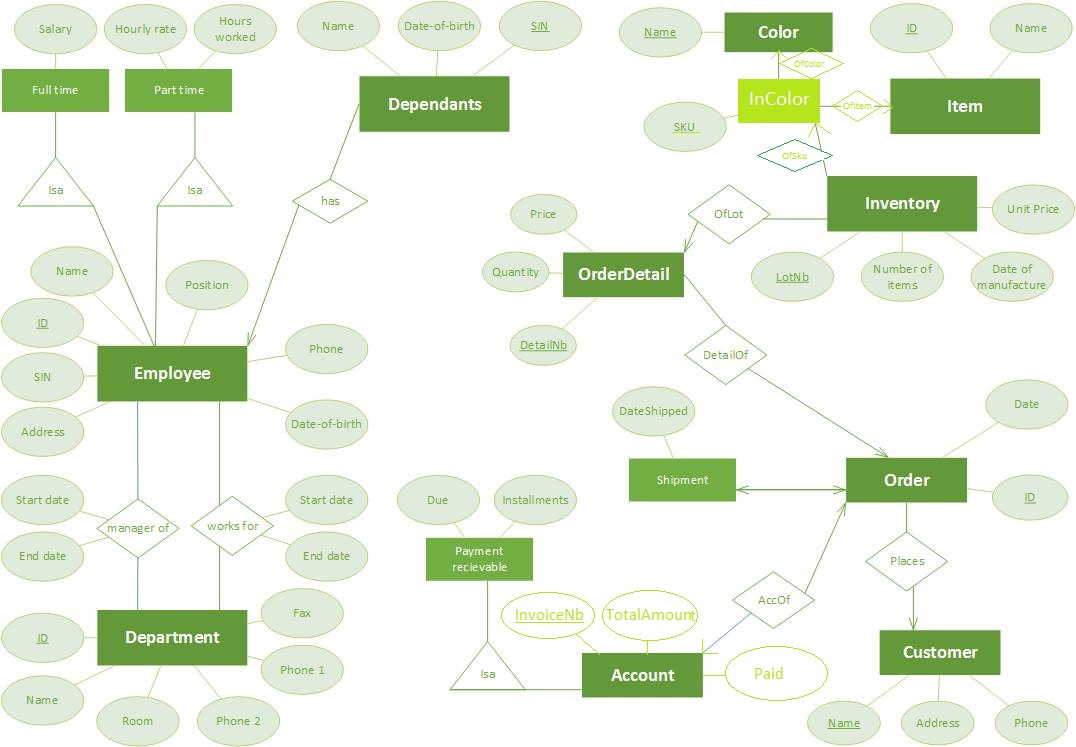 Salary
Hourly rate
Hours
worked
Name
Date-of-birth
SIN
Name
Color
ID
Name
OfColor
Full time
Part time
Dependants
InColor
OfItem
Item
SKU
OfSku
Isa
Isa
has
OfLot
Inventory
Unit Price
Price
Name
Position
Quantity
OrderDetail
LotNb
Number of
items
Date of
manufacture
ID
DetailNb
Phone
DetailOf
SIN
Employee
Address
Date-of-birth
DateShipped
Date
Shipment
Order
ID
Start date
Start date
Due
Installments
manager of
works for
End date
End date
Payment
recievable
Places
AccOf
Fax
InvoiceNb
TotalAmount
ID
Department
Customer
Phone 1
Isa
Account
Paid
Name
Room
Phone 2
Name
Address
Phone